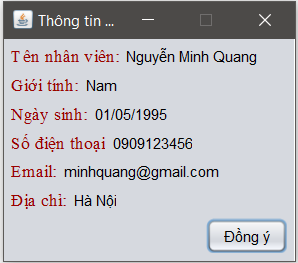 Thông tin ...
Tên nhân viên: Nguyễn Minh Quang
Giới tính: Nam
Ngày sinh: 01/05/1995
Số điện thoại 0909123456
Email: minhquang@gmail.com
Địa chỉ: Hà Nội
Đồng ý